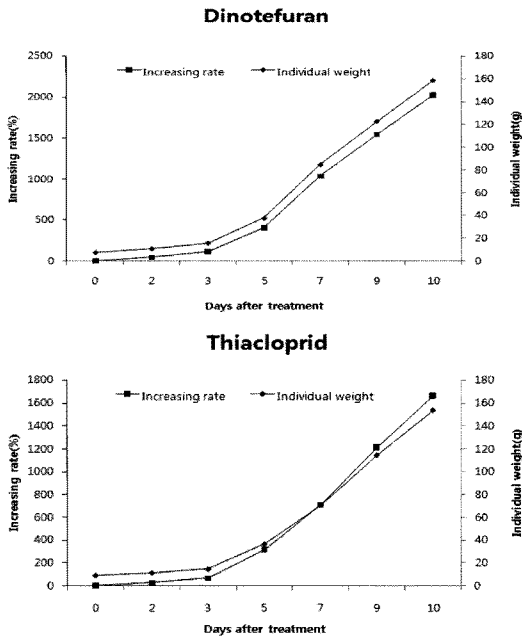 Dinotefuran
Increasing rate
Individual weight
Increasing rate(%)
2500
2000
1500
1000
500
0
180
160
140
120
100
80
60
40
20
0
Individual weight(g)
0 2 3 5 7 9 10
Days after treatment
Thiacloprid
Increasing rate
Individual weight
Increasing rate(%)
1800
1600
1400
1200
1000
800
600
400
200
0
180
160
140
120
100
80
60
40
20
0
Individual weight(g)
0 2 3 5 7 9 10
Days after treatment